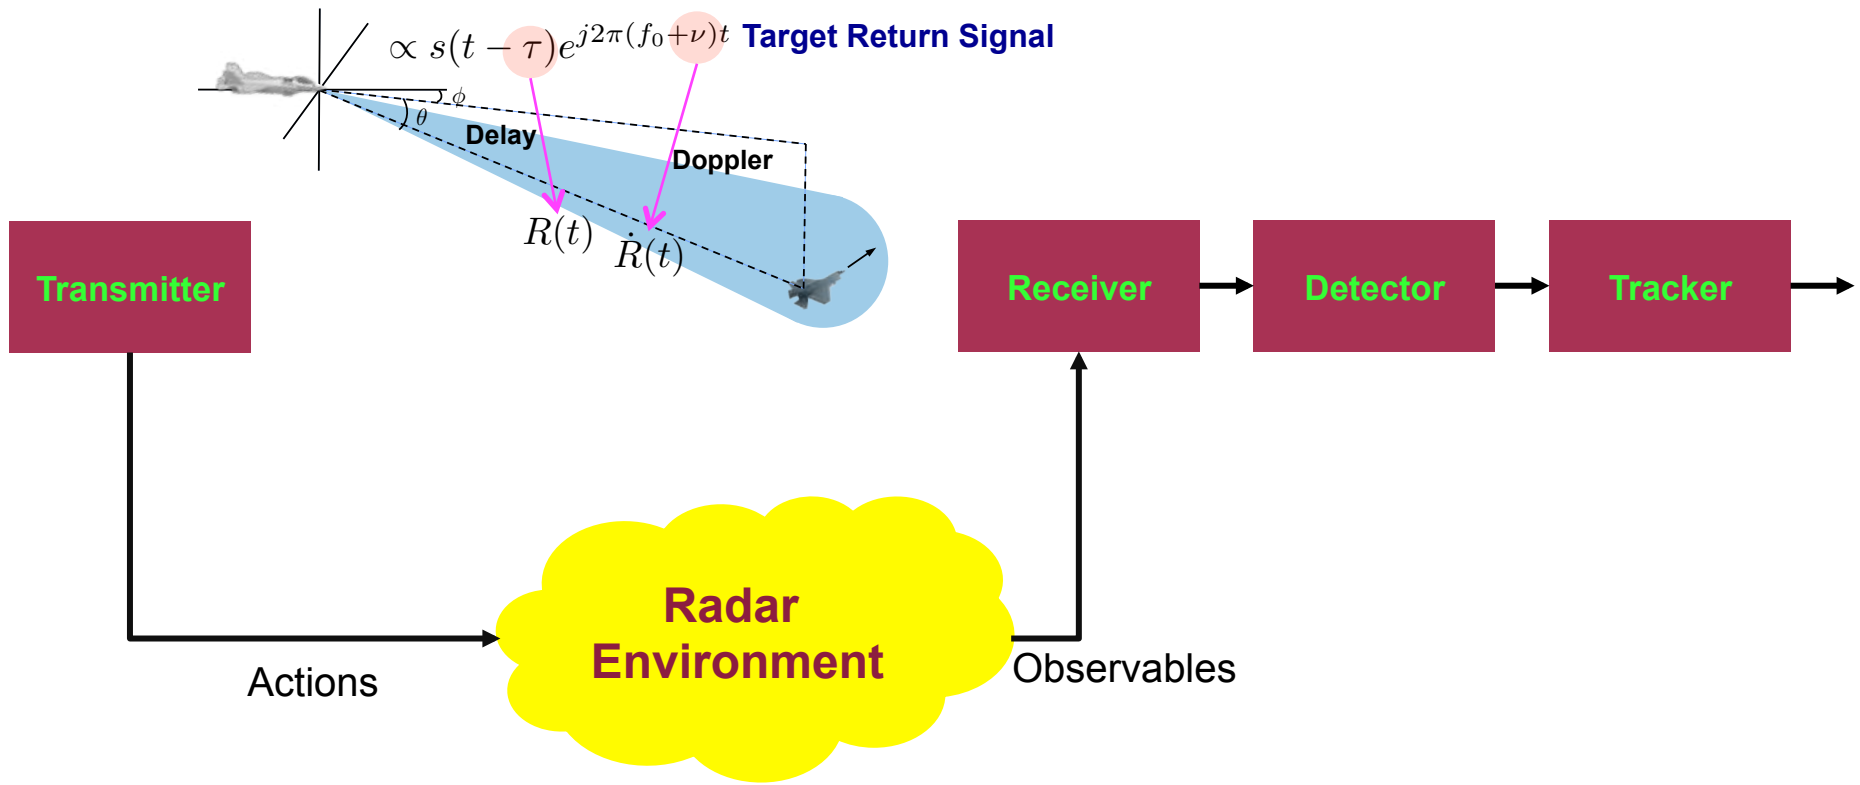 ∝ s(t − τ)e^{j2π(f₀+ν)t} Target Return Signal
ϕ
θ
Delay
Doppler
R(t)
Ṙ(t)
Transmitter
Receiver
Detector
Tracker
Radar
Environment
Actions
Observables